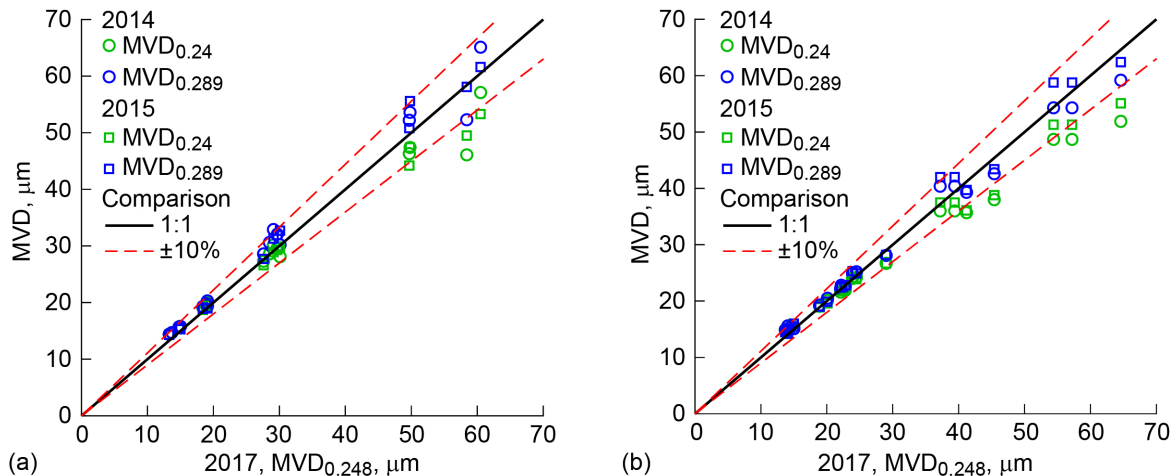 70
60
50
40
30
20
10
0
MVD, μm
2014
MVD0.24
MVD0.289
2015
MVD0.24
MVD0.289
Comparison
1:1
±10%
0 10 20 30 40 50 60 70
(a) 2017, MVD0.248, μm
70
60
50
40
30
20
10
0
MVD, μm
2014
MVD0.24
MVD0.289
2015
MVD0.24
MVD0.289
Comparison
1:1
±10%
0 10 20 30 40 50 60 70
(b) 2017, MVD0.248, μm